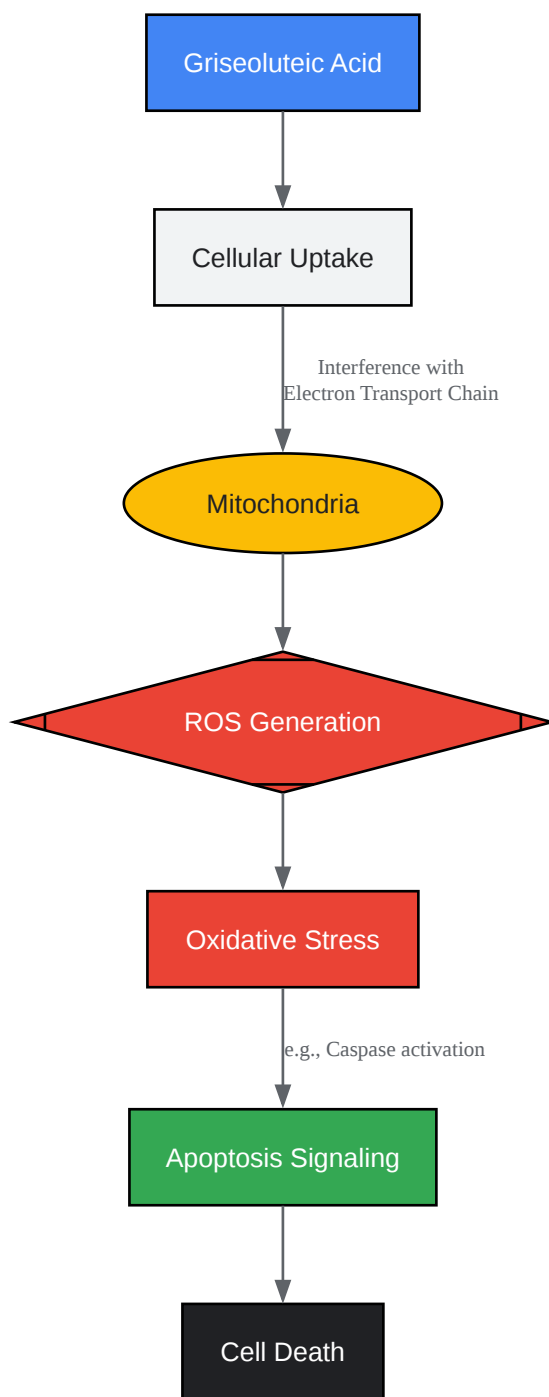 Griseoluteic Acid
Cellular Uptake
Interference with
Electron Transport Chain
Mitochondria
ROS Generation
Oxidative Stress
e.g., Caspase activation
Apoptosis Signaling
Cell Death